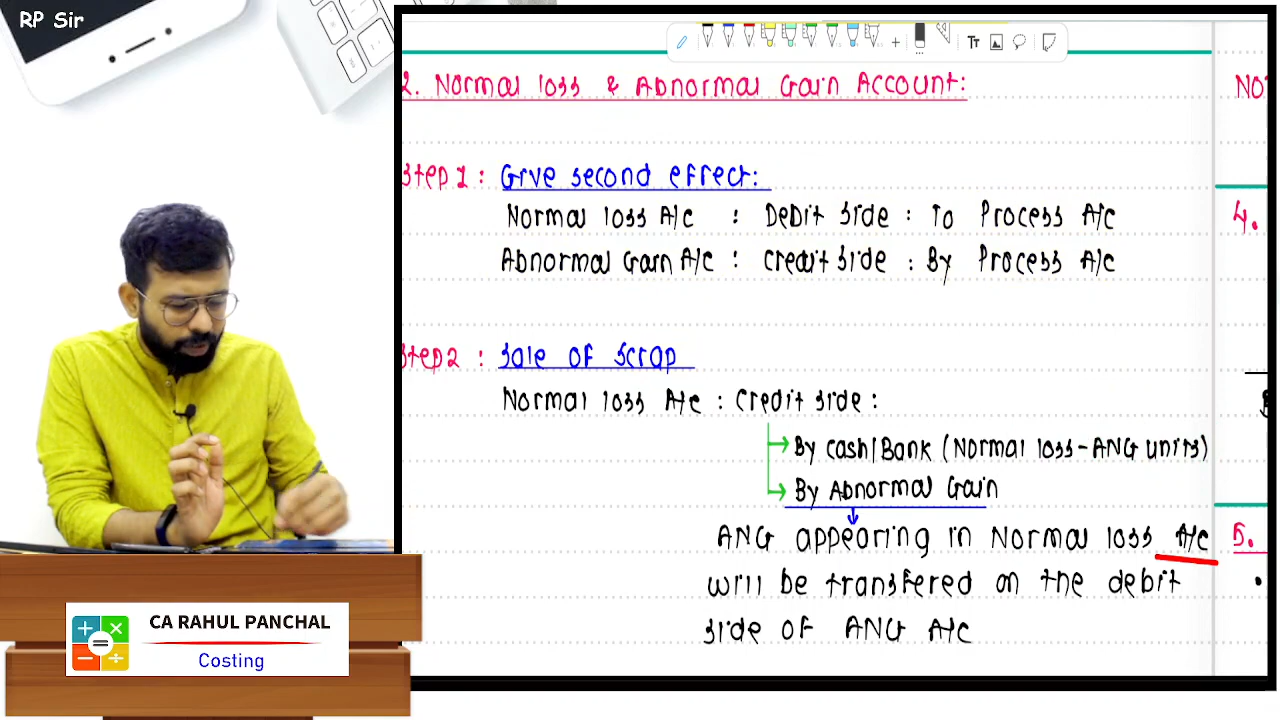 RP Sir
2. Normal loss & Abnormal Gain Account:
Step 1 : Give second effect:
Normal loss A/c : Debit side : To Process A/c
Abnormal Gain A/c : Credit side : By Process A/c
Step 2 : Sale of Scrap
Normal loss A/c : Credit side :
By Cash/Bank (Normal loss-ANG units)
By Abnormal Gain
ANG appearing in Normal loss A/c
will be transfered on the debit
side of ANG A/c
4.
5.
CA RAHUL PANCHAL
Costing